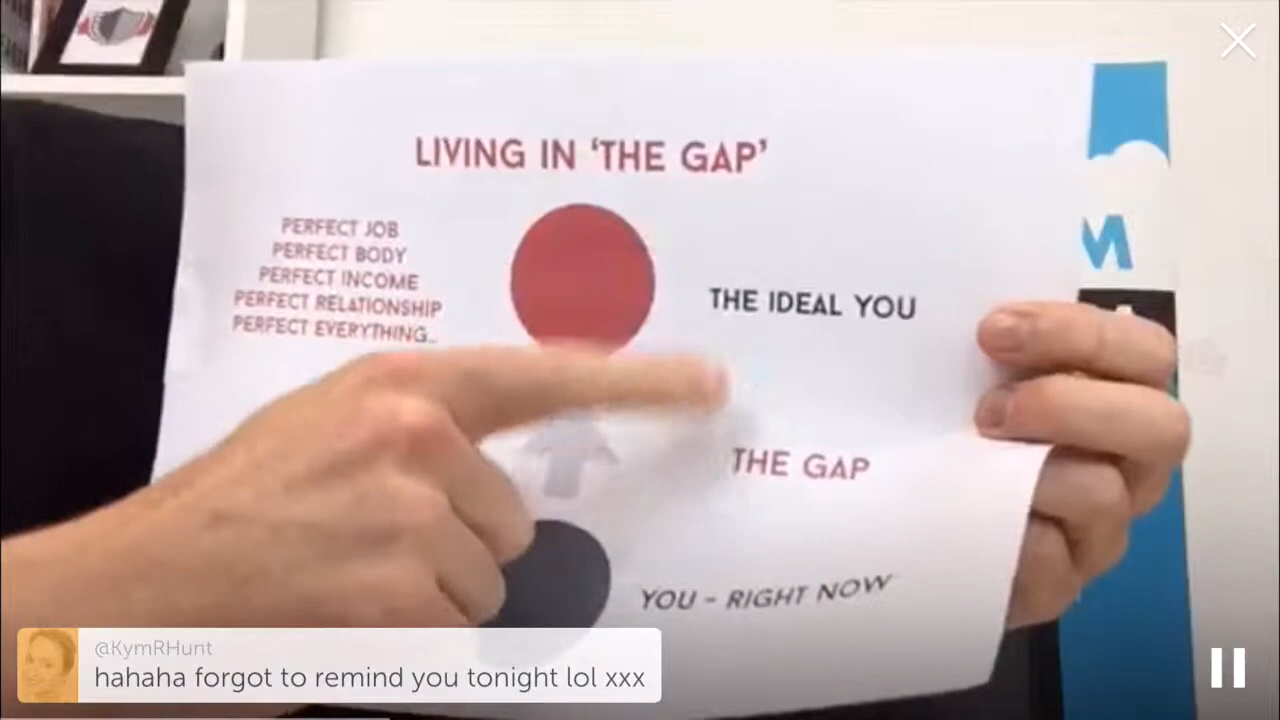 LIVING IN 'THE GAP'
PERFECT JOB
PERFECT BODY
PERFECT INCOME
PERFECT RELATIONSHIP
PERFECT EVERYTHING...
THE IDEAL YOU
THE GAP
YOU - RIGHT NOW
M
@KymRHunt
hahaha forgot to remind you tonight lol xxx